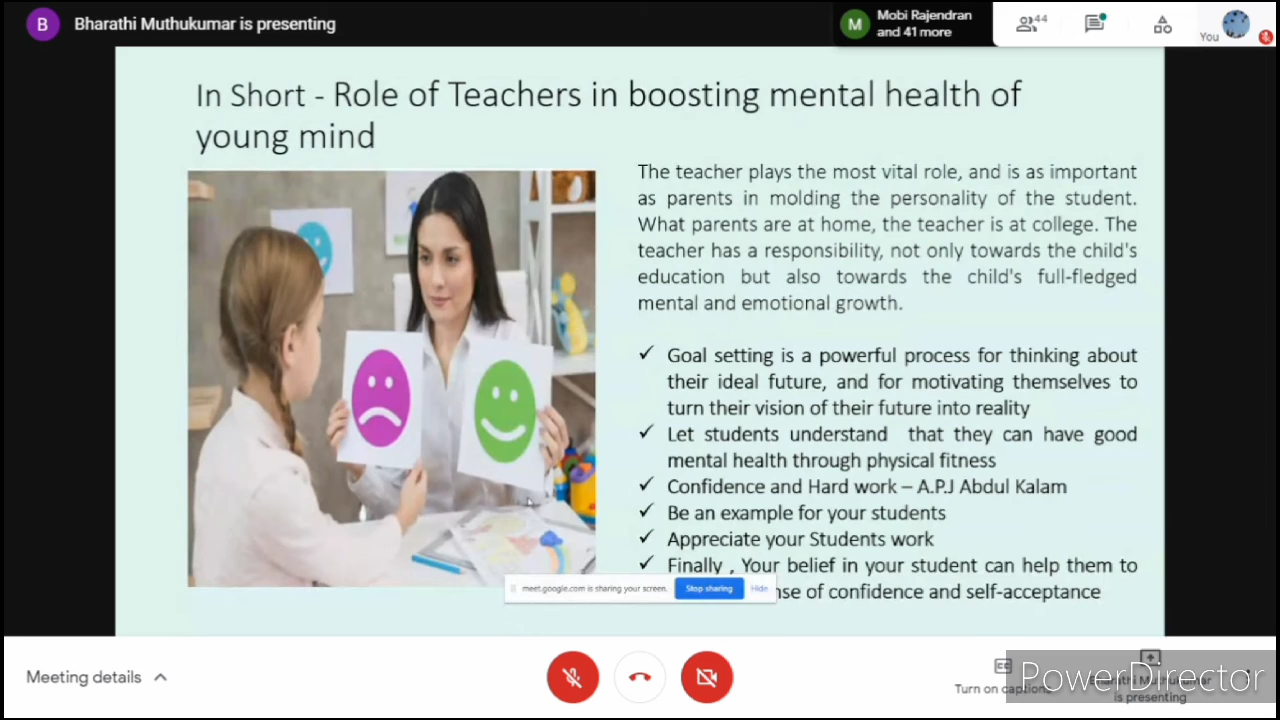 B
Bharathi Muthukumar is presenting
M
Mobi Rajendran
and 41 more
44
You
In Short - Role of Teachers in boosting mental health of
young mind
The teacher plays the most vital role, and is as important
as parents in molding the personality of the student.
What parents are at home, the teacher is at college. The
teacher has a responsibility, not only towards the child's
education but also towards the child's full-fledged
mental and emotional growth.
✓ Goal setting is a powerful process for thinking about
their ideal future, and for motivating themselves to
turn their vision of their future into reality
✓ Let students understand that they can have good
mental health through physical fitness
✓ Confidence and Hard work – A.P.J Abdul Kalam
✓ Be an example for your students
✓ Appreciate your Students work
✓ Finally , Your belief in your student can help them to
of confidence and self-acceptance
meet.google.com is sharing your screen.
Stop sharing
Hide
Meeting details
CC
Turn on captions
Bharathi Muthukumar
is presenting
PowerDirector